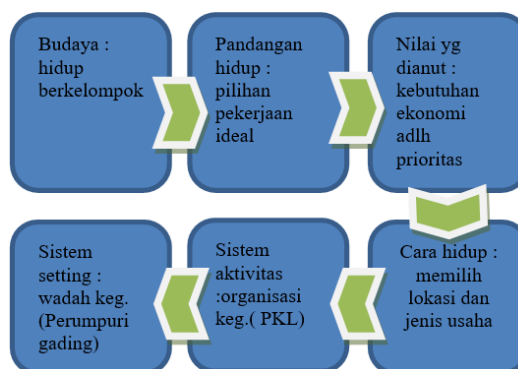 Budaya :
hidup
berkelompok
Pandangan
hidup :
pilihan
pekerjaan
ideal
Nilai yg
dianut :
kebutuhan
ekonomi
adlh
prioritas
Cara hidup :
memilih
lokasi dan
jenis usaha
Sistem
aktivitas
:organisasi
keg.( PKL)
Sistem
setting :
wadah keg.
(Perumpuri
gading)